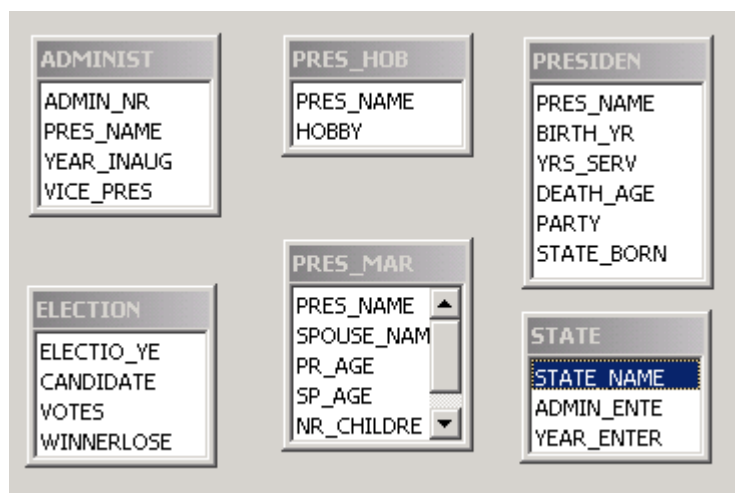 ADMINIST
ADMIN_NR
PRES_NAME
YEAR_INAUG
VICE_PRES
PRES_HOB
PRES_NAME
HOBBY
PRESIDEN
PRES_NAME
BIRTH_YR
YRS_SERV
DEATH_AGE
PARTY
STATE_BORN
ELECTION
ELECTIO_YE
CANDIDATE
VOTES
WINNERLOSE
PRES_MAR
PRES_NAME
SPOUSE_NAM
PR_AGE
SP_AGE
NR_CHILDRE
STATE
STATE_NAME
ADMIN_ENTE
YEAR_ENTER